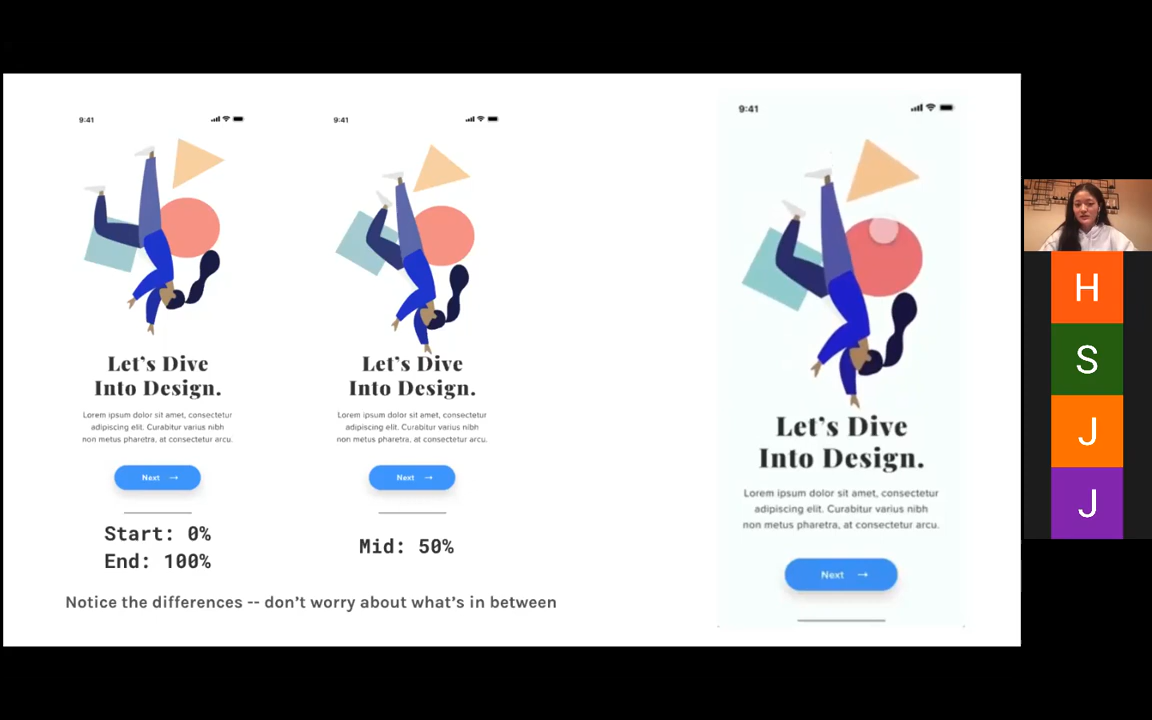 9:41
Let's Dive
Into Design.
Lorem ipsum dolor sit amet, consectetur
adipiscing elit. Curabitur varius nibh
non metus pharetra, at consectetur arcu.
Next →
Start: 0%
End: 100%
9:41
Let's Dive
Into Design.
Lorem ipsum dolor sit amet, consectetur
adipiscing elit. Curabitur varius nibh
non metus pharetra, at consectetur arcu.
Next →
Mid: 50%
Notice the differences -- don't worry about what's in between
9:41
Let's Dive
Into Design.
Lorem ipsum dolor sit amet, consectetur
adipiscing elit. Curabitur varius nibh
non metus pharetra, at consectetur arcu.
Next →
H
S
J
J